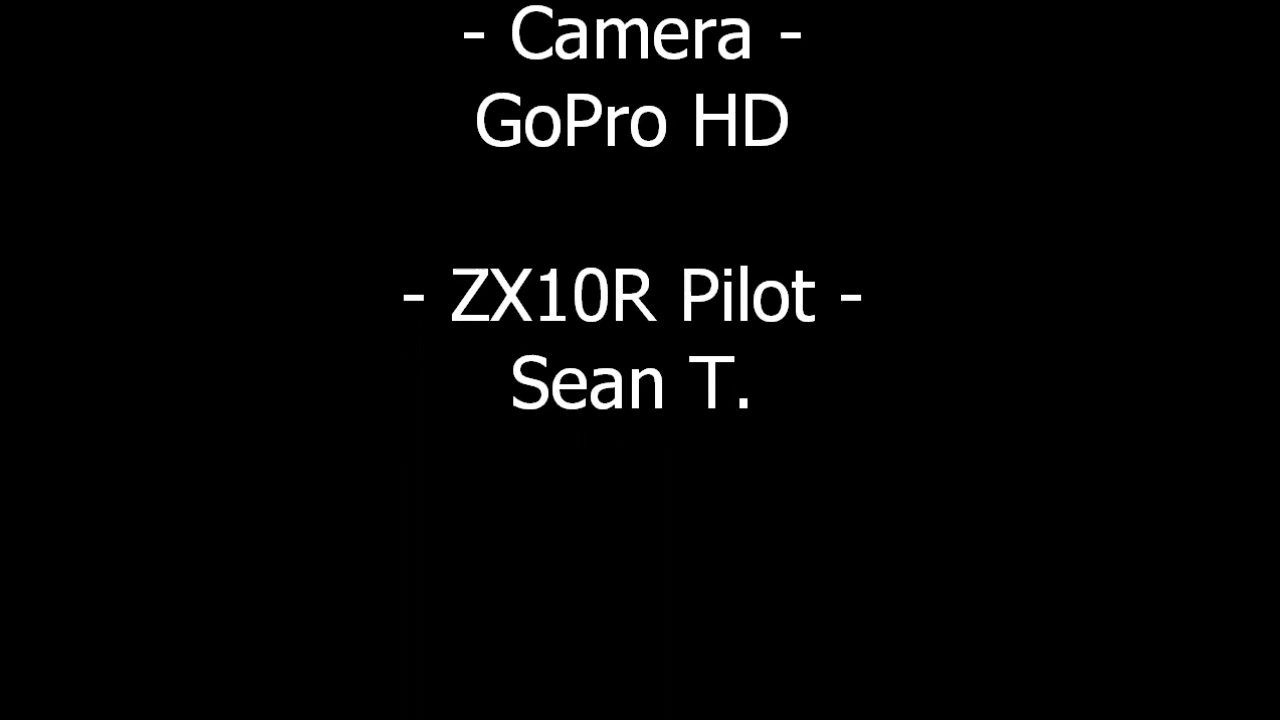 - Camera -
GoPro HD
- ZX10R Pilot -
Sean T.